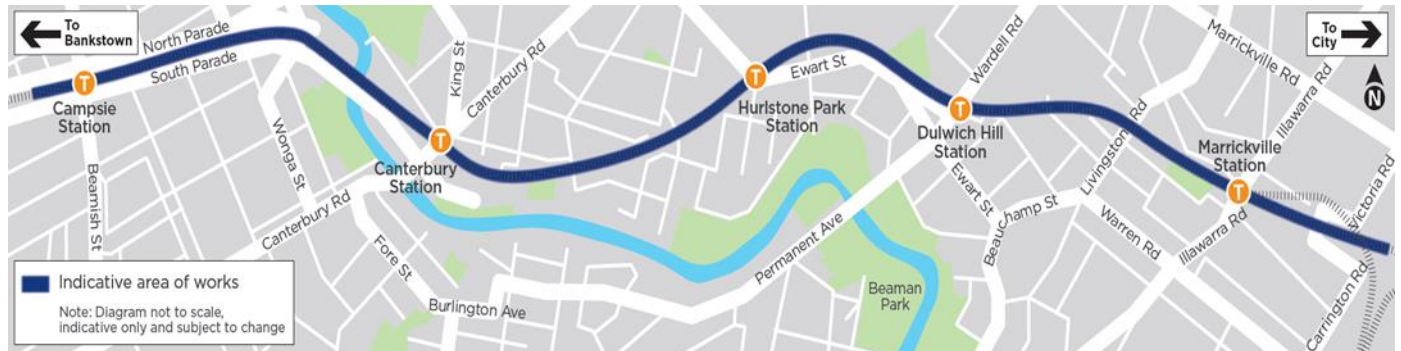 To
Bankstown
North Parade
South Parade
T
Campsie
Station
Beamish St
Wonga St
Canterbury Rd
Fore St
Burlington Ave
King St
Canterbury Rd
T
Canterbury
Station
T
Hurlstone Park
Station
Ewart St
Wardell Rd
T
Dulwich Hill
Station
Ewart St
Permanent Ave
Beaman
Park
Beauchamp St
Livingstone Rd
Warren Rd
Marrickville Rd
Illawarra Rd
T
Marrickville
Station
Illawarra Rd
Victoria Rd
Carrington Rd
To
City
N
Indicative area of works
Note: Diagram not to scale,
indicative only and subject to change